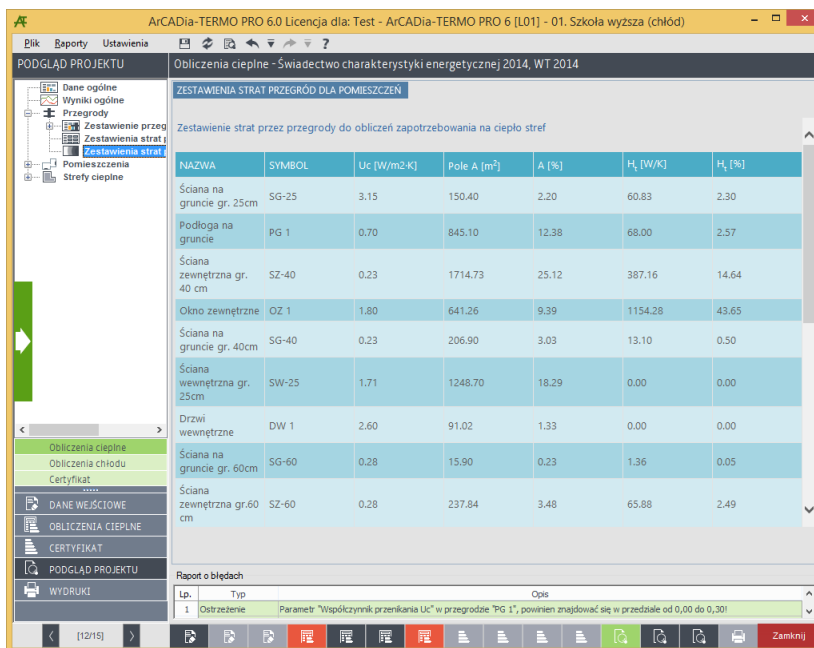 ArCADia-TERMO PRO 6.0 Licencja dla: Test - ArCADia-TERMO PRO 6 [L01] - 01. Szkoła wyższa (chłód)
Plik Raporty Ustawienia
PODGLĄD PROJEKTU
Obliczenia cieplne - Świadectwo charakterystyki energetycznej 2014, WT 2014
Dane ogólne
Wyniki ogólne
Przegrody
Zestawienie przeg
Zestawienia strat
Zestawienia strat
Pomieszczenia
Strefy cieplne
ZESTAWIENIA STRAT PRZEGRÓD DLA POMIESZCZEŃ
Zestawienie strat przez przegrody do obliczeń zapotrzebowania na ciepło stref
NAZWA SYMBOL Uc [W/m2·K] Pole A [m²] A [%] Ht [W/K] Ht [%]
Ściana na
gruncie gr. 25cm SG-25 3.15 150.40 2.20 60.83 2.30
Podłoga na
gruncie PG 1 0.70 845.10 12.38 68.00 2.57
Ściana
zewnętrzna gr. SZ-40 0.23 1714.73 25.12 387.16 14.64
40 cm
Okno zewnętrzne OZ 1 1.80 641.26 9.39 1154.28 43.65
Ściana na
gruncie gr. 40cm SG-40 0.23 206.90 3.03 13.10 0.50
Ściana
wewnętrzna gr. SW-25 1.71 1248.70 18.29 0.00 0.00
25cm
Drzwi
wewnętrzne DW 1 2.60 91.02 1.33 0.00 0.00
Ściana na
gruncie gr. 60cm SG-60 0.28 15.90 0.23 1.36 0.05
Ściana
zewnętrzna gr.60 SZ-60 0.28 237.84 3.48 65.88 2.49
cm
Obliczenia cieplne
Obliczenia chłodu
Certyfikat
DANE WEJŚCIOWE
OBLICZENIA CIEPLNE
CERTYFIKAT
PODGLĄD PROJEKTU
WYDRUKI
Raport o błędach
Lp. Typ Opis
1 Ostrzeżenie Parametr "Współczynnik przenikania Uc" w przegrodzie "PG 1", powinien znajdować się w przedziale od 0,00 do 0,30!
[12/15]
Zamknij